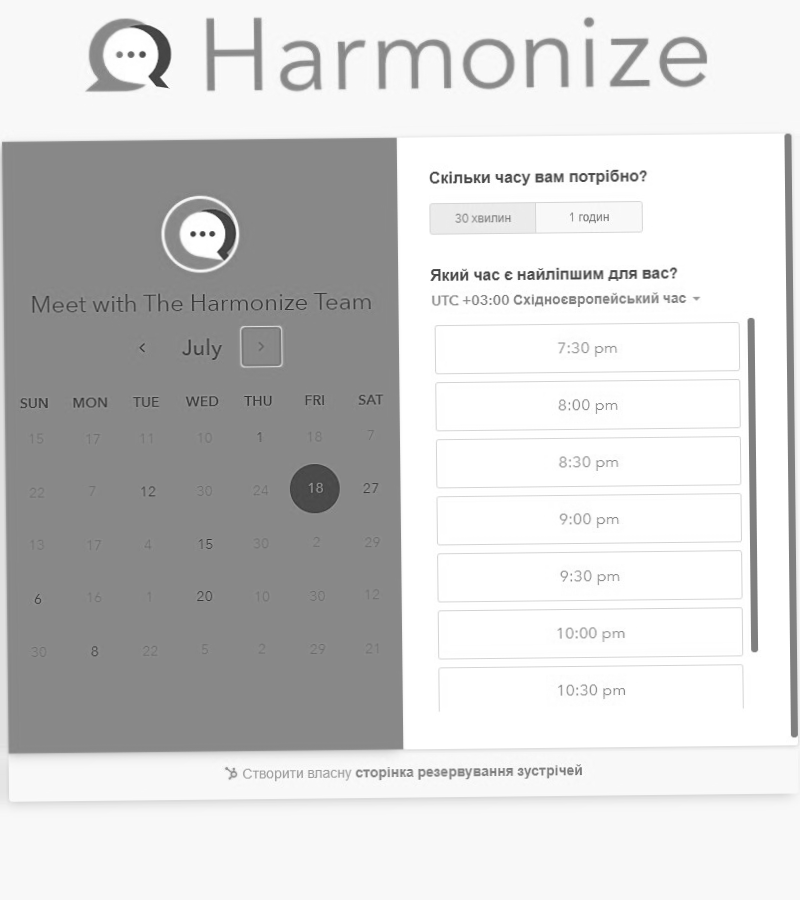 Harmonize
Meet with The Harmonize Team
July
SUN MON TUE WED THU FRI SAT
15 17 11 10 1 18 7
22 7 12 30 24 18 27
13 17 4 15 30 2 29
6 16 1 20 10 30 12
30 8 22 5 2 29 21
Скільки часу вам потрібно?
30 хвилин 1 годин
Який час є найліпшим для вас?
UTC +03:00 Східноєвропейський час
7:30 pm
8:00 pm
8:30 pm
9:00 pm
9:30 pm
10:00 pm
10:30 pm
Створити власну сторінка резервування зустрічей